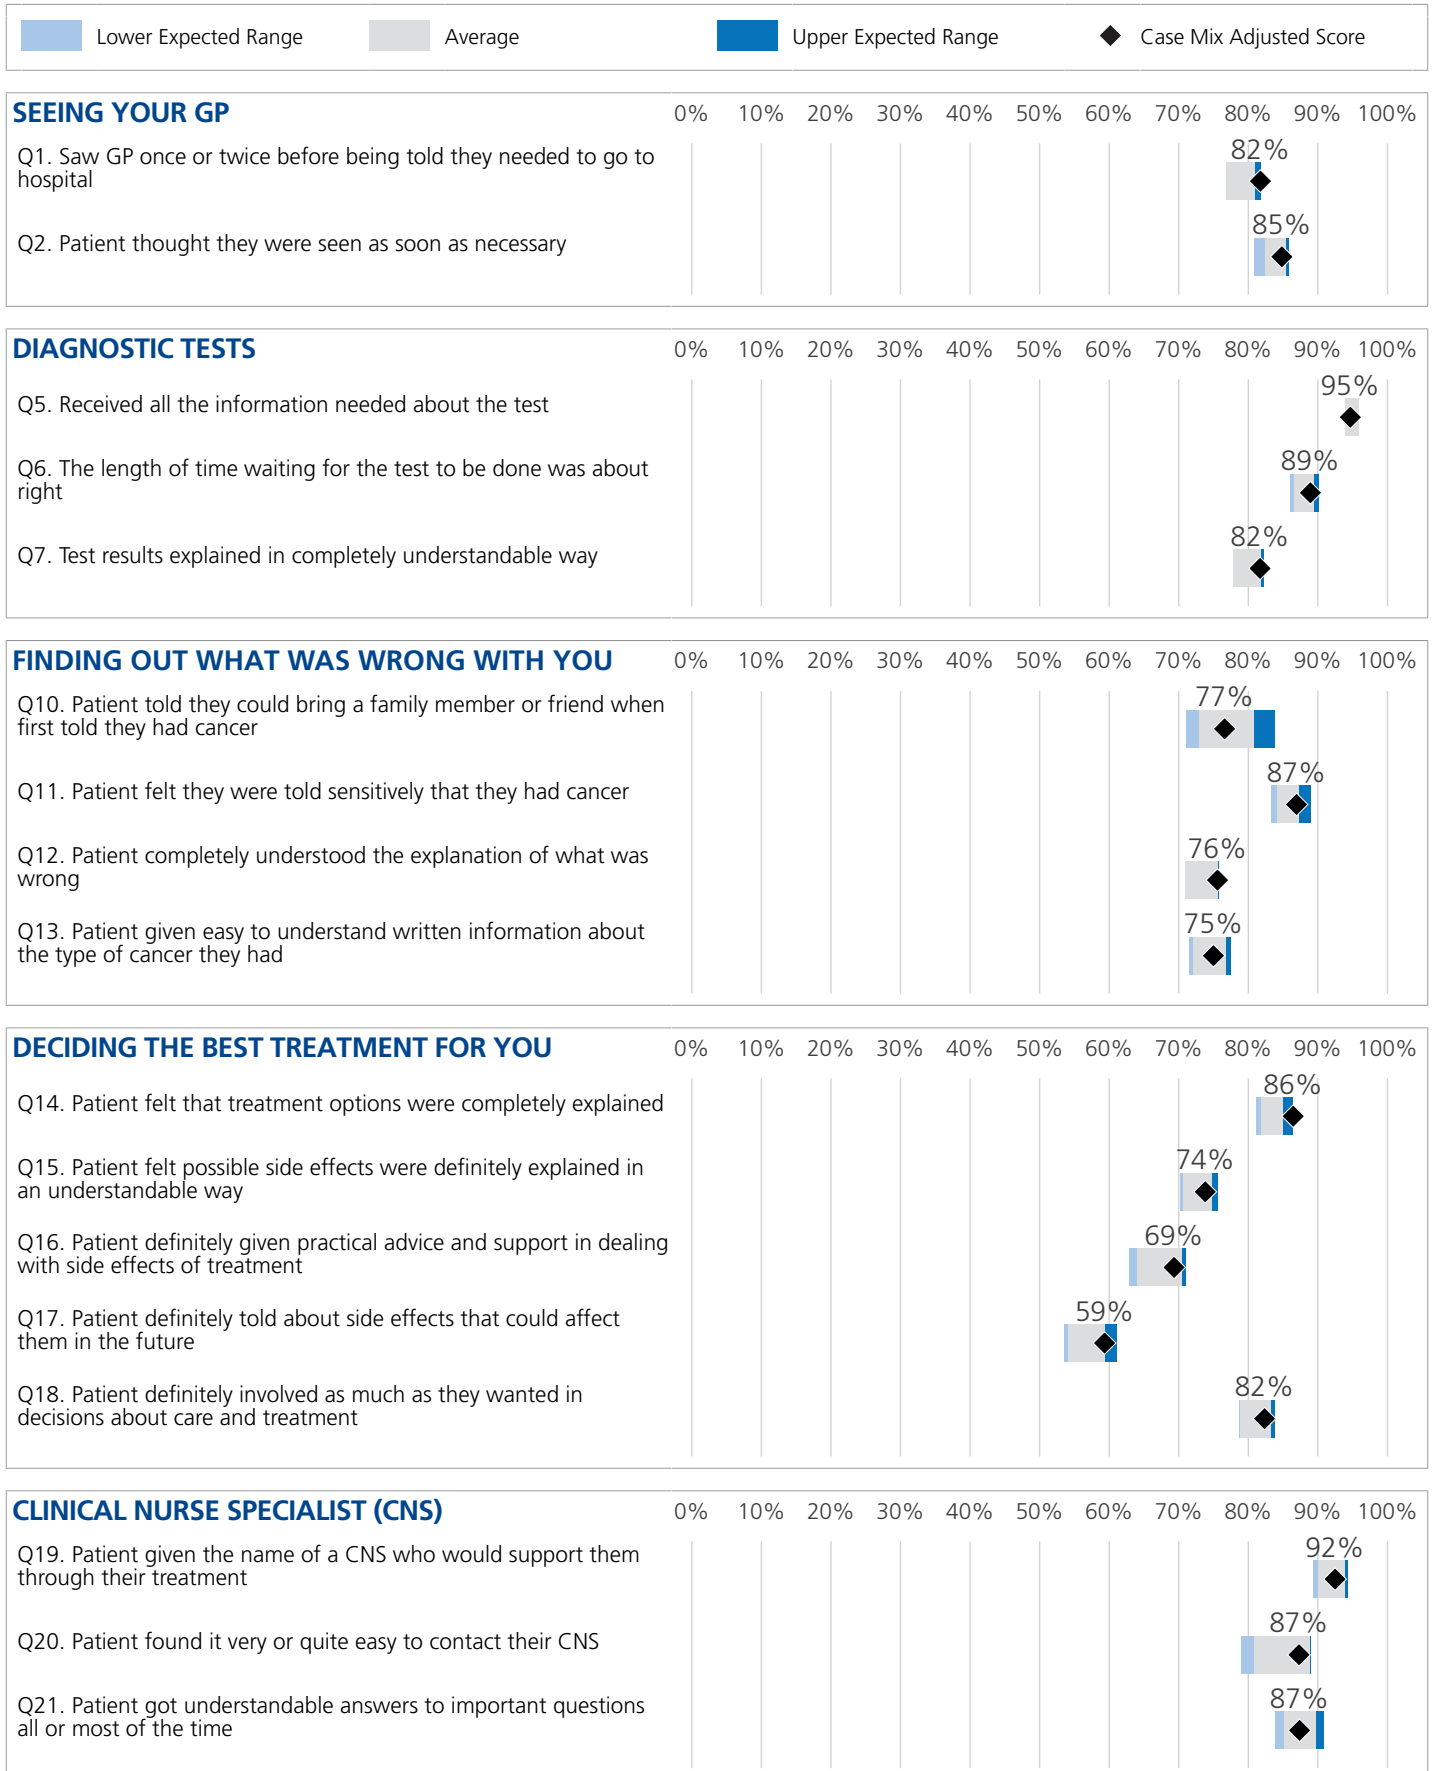 Lower Expected Range Average Upper Expected Range Case Mix Adjusted Score
SEEING YOUR GP 0% 10% 20% 30% 40% 50% 60% 70% 80% 90% 100%
82%
Q1. Saw GP once or twice before being told they needed to go to
hospital
85%
Q2. Patient thought they were seen as soon as necessary
DIAGNOSTIC TESTS 0% 10% 20% 30% 40% 50% 60% 70% 80% 90% 100%
95%
Q5. Received all the information needed about the test
89%
Q6. The length of time waiting for the test to be done was about
right
82%
Q7. Test results explained in completely understandable way
FINDING OUT WHAT WAS WRONG WITH YOU 0% 10% 20% 30% 40% 50% 60% 70% 80% 90% 100%
77%
Q10. Patient told they could bring a family member or friend when
first told they had cancer
87%
Q11. Patient felt they were told sensitively that they had cancer
76%
Q12. Patient completely understood the explanation of what was
wrong
75%
Q13. Patient given easy to understand written information about
the type of cancer they had
DECIDING THE BEST TREATMENT FOR YOU 0% 10% 20% 30% 40% 50% 60% 70% 80% 90% 100%
86%
Q14. Patient felt that treatment options were completely explained
74%
Q15. Patient felt possible side effects were definitely explained in
an understandable way
69%
Q16. Patient definitely given practical advice and support in dealing
with side effects of treatment
59%
Q17. Patient definitely told about side effects that could affect
them in the future
82%
Q18. Patient definitely involved as much as they wanted in
decisions about care and treatment
CLINICAL NURSE SPECIALIST (CNS) 0% 10% 20% 30% 40% 50% 60% 70% 80% 90% 100%
92%
Q19. Patient given the name of a CNS who would support them
through their treatment
87%
Q20. Patient found it very or quite easy to contact their CNS
87%
Q21. Patient got understandable answers to important questions
all or most of the time